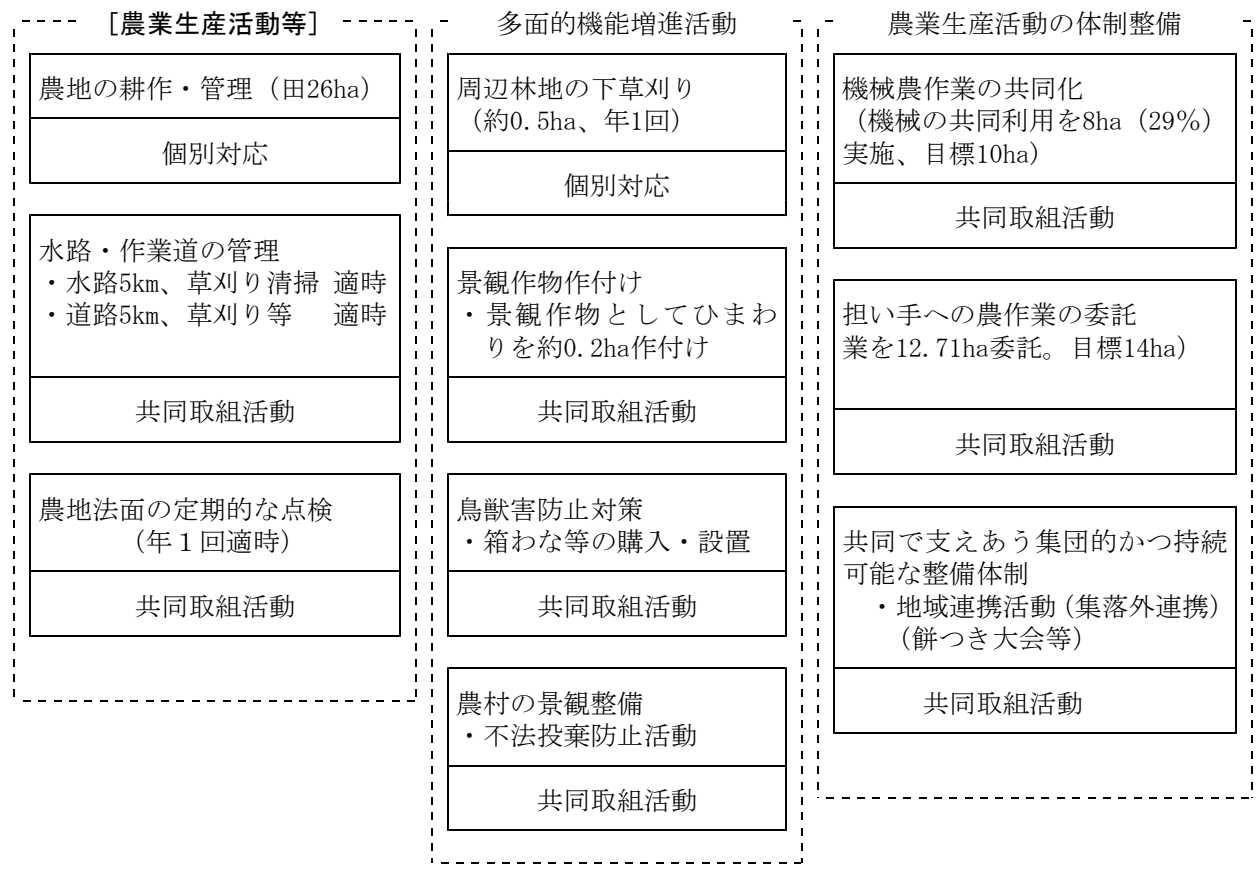 [農業生産活動等]
農地の耕作・管理（田26ha）
個別対応
水路・作業道の管理
・水路5km、草刈り清掃 適時
・道路5km、草刈り等 適時
共同取組活動
農地法面の定期的な点検
（年１回適時）
共同取組活動
多面的機能増進活動
周辺林地の下草刈り
（約0.5ha、年1回）
個別対応
景観作物作付け
・景観作物としてひまわ
りを約0.2ha作付け
共同取組活動
鳥獣害防止対策
・箱わな等の購入・設置
共同取組活動
農村の景観整備
・不法投棄防止活動
共同取組活動
農業生産活動の体制整備
機械農作業の共同化
（機械の共同利用を8ha（29%）
実施、目標10ha）
共同取組活動
担い手への農作業の委託
業を12.71ha委託。目標14ha）
共同取組活動
共同で支えあう集団的かつ持続
可能な整備体制
・地域連携活動（集落外連携）
（餅つき大会等）
共同取組活動